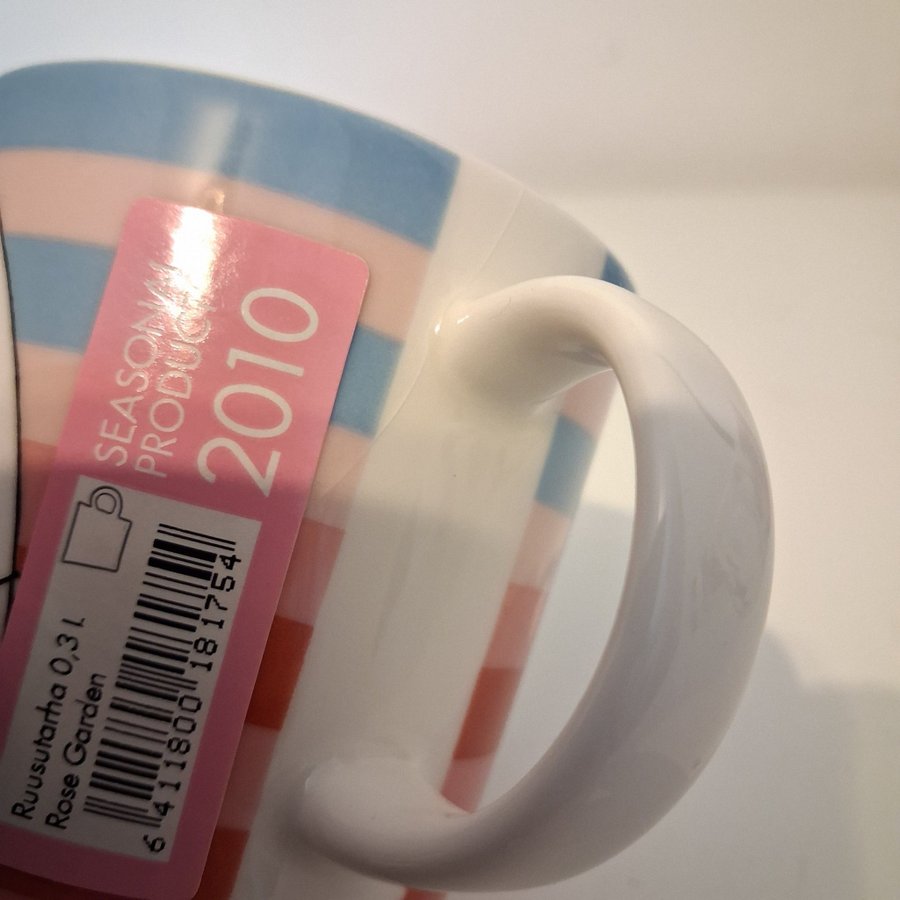 SEASONAL
PRODUCT
2010
Ruusutarha 0,3 L
Rose Garden
6 411800 181754